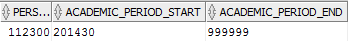 PERS... ACADEMIC_PERIOD_START ACADEMIC_PERIOD_END
112300 201430 999999